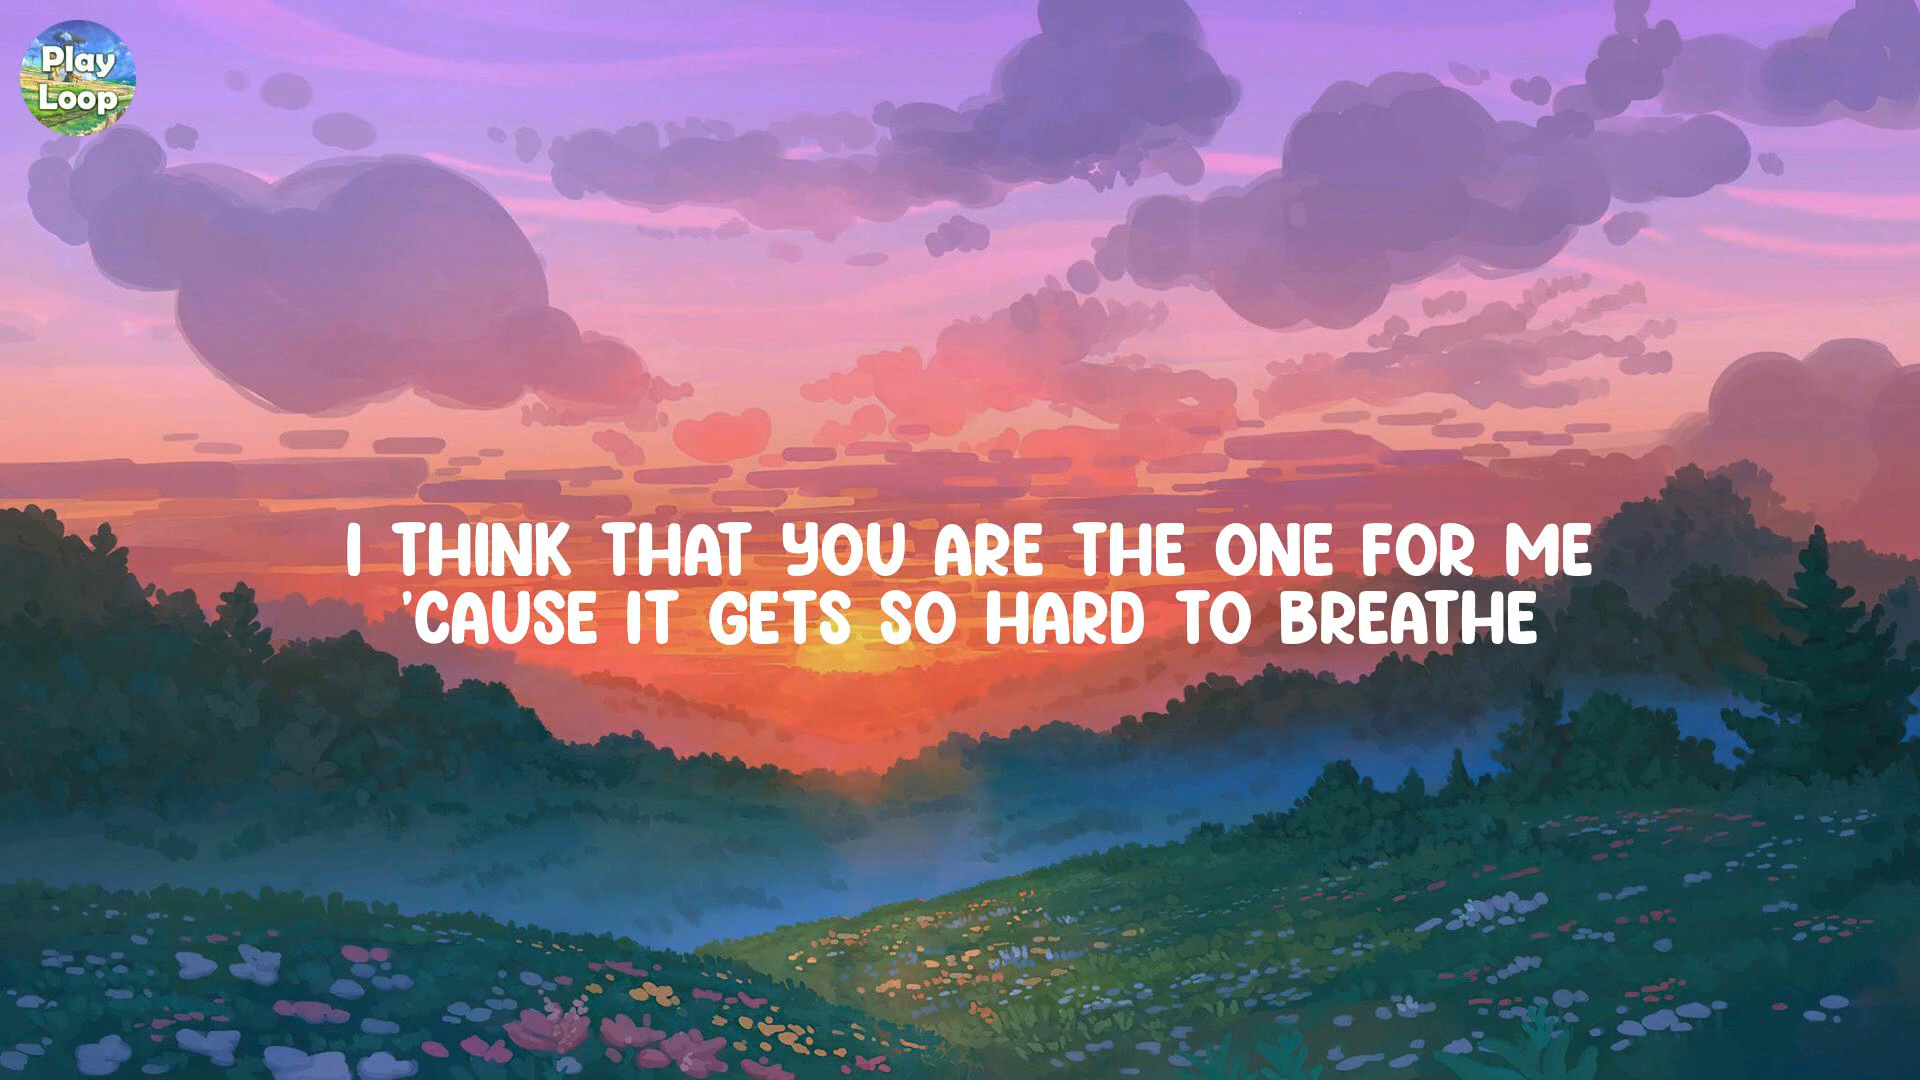 Play
Loop
I THINK THAT YOU ARE THE ONE FOR ME
'CAUSE IT GETS SO HARD TO BREATHE